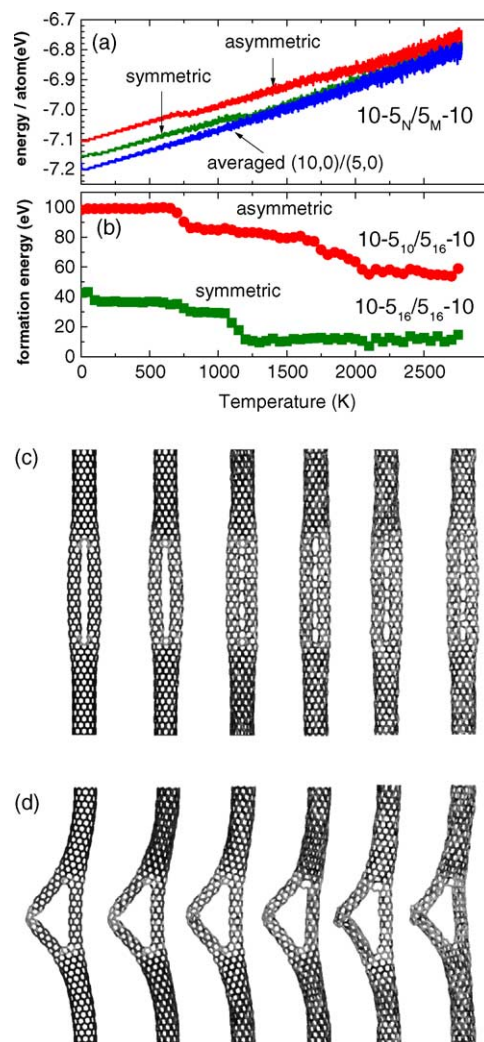 -6.7
(a)
asymmetric
-6.8
symmetric
-6.9
-7.0
10-5N/5M-10
-7.1
averaged (10,0)/(5,0)
-7.2
energy / atom(eV)
100
(b)
asymmetric
80
10-510/516-10
60
symmetric
40
10-516/516-10
20
0
formation energy (eV)
0 500 1000 1500 2000 2500
Temperature (K)
(c)
(d)